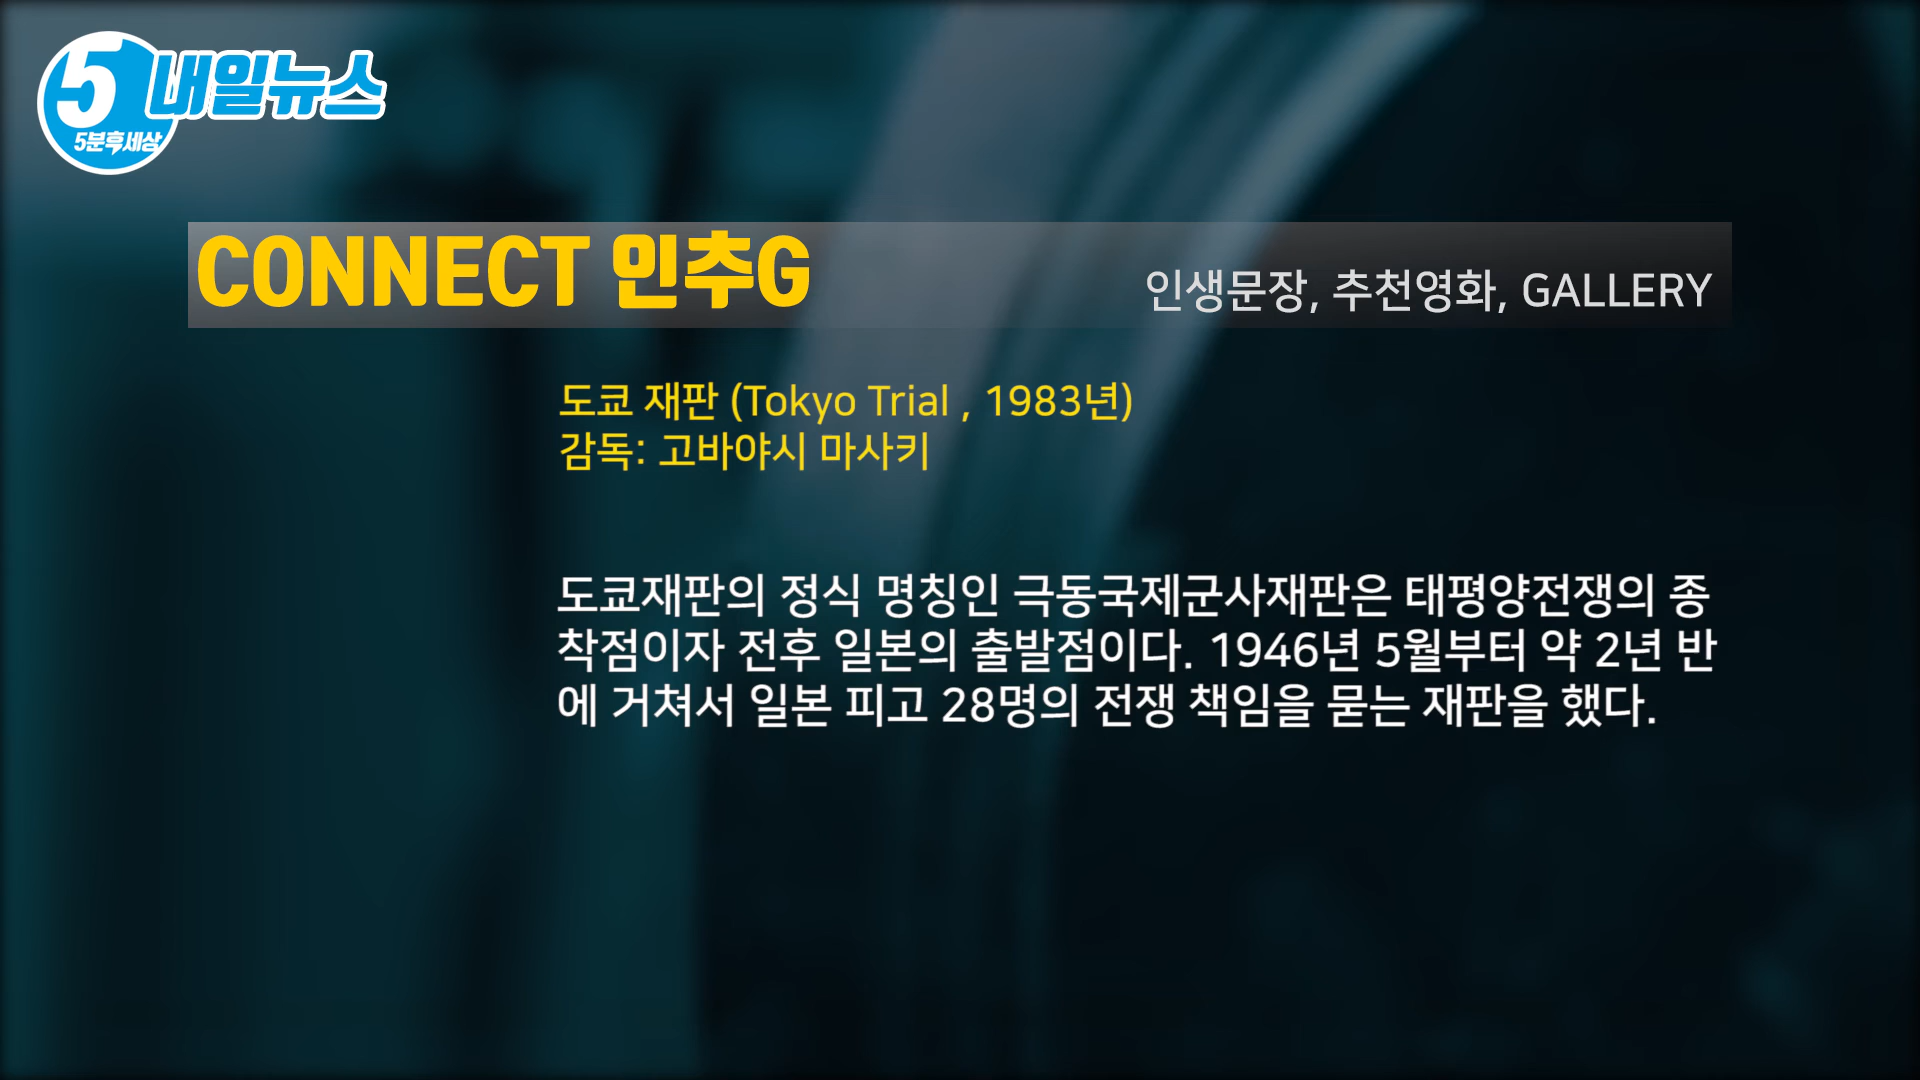 5 내일뉴스
5분후세상
CONNECT 인추G
인생문장, 추천영화, GALLERY
도쿄 재판 (Tokyo Trial , 1983년)
감독: 고바야시 마사키
도쿄재판의 정식 명칭인 극동국제군사재판은 태평양전쟁의 종
착점이자 전후 일본의 출발점이다. 1946년 5월부터 약 2년 반
에 거쳐서 일본 피고 28명의 전쟁 책임을 묻는 재판을 했다.